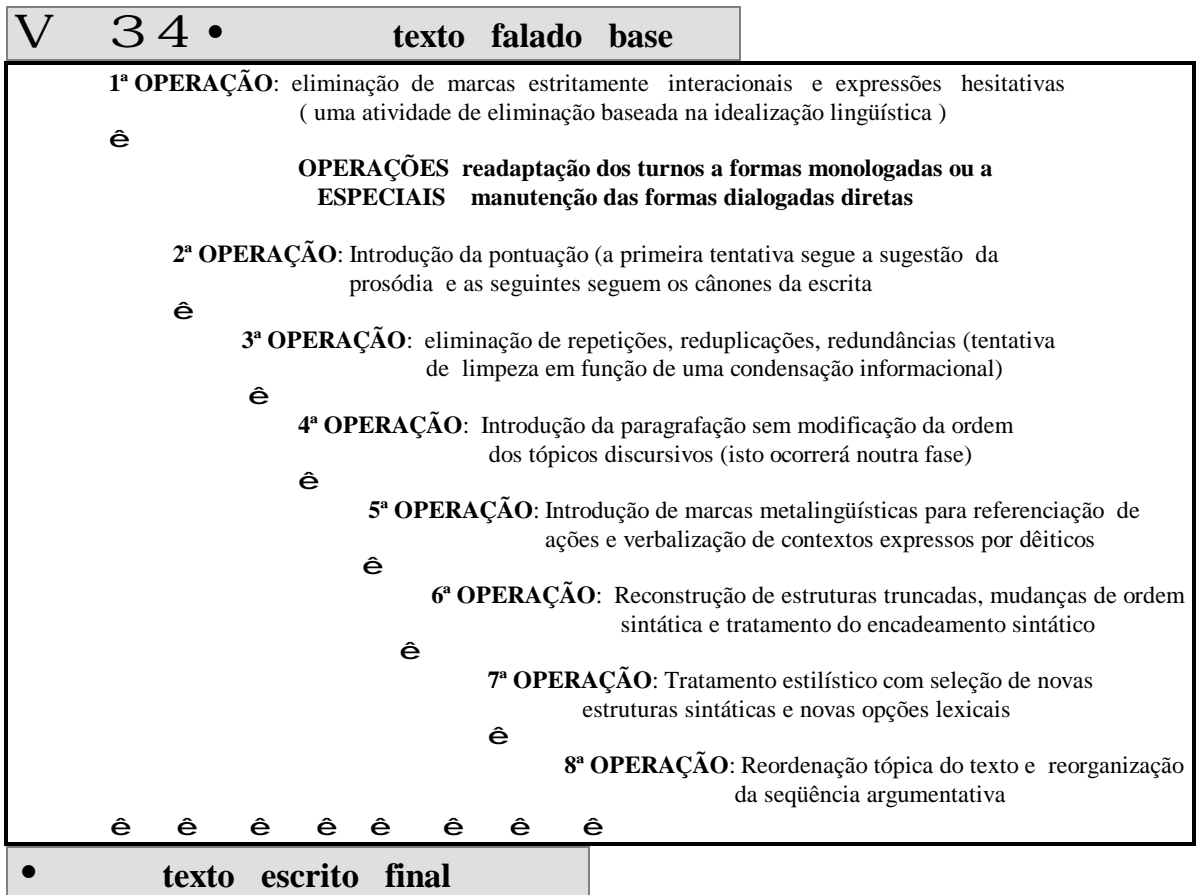 V 34• texto falado base
1ª OPERAÇÃO: eliminação de marcas estritamente interacionais e expressões hesitativas
( uma atividade de eliminação baseada na idealização lingüística )
ê
OPERAÇÕES readaptação dos turnos a formas monologadas ou a
ESPECIAIS manutenção das formas dialogadas diretas
2ª OPERAÇÃO: Introdução da pontuação (a primeira tentativa segue a sugestão da
prosódia e as seguintes seguem os cânones da escrita
ê
3ª OPERAÇÃO: eliminação de repetições, reduplicações, redundâncias (tentativa
de limpeza em função de uma condensação informacional)
ê
4ª OPERAÇÃO: Introdução da paragrafação sem modificação da ordem
dos tópicos discursivos (isto ocorrerá noutra fase)
ê
5ª OPERAÇÃO: Introdução de marcas metalingüísticas para referenciação de
ações e verbalização de contextos expressos por dêiticos
ê
6ª OPERAÇÃO: Reconstrução de estruturas truncadas, mudanças de ordem
sintática e tratamento do encadeamento sintático
ê
7ª OPERAÇÃO: Tratamento estilístico com seleção de novas
estruturas sintáticas e novas opções lexicais
ê
8ª OPERAÇÃO: Reordenação tópica do texto e reorganização
da seqüência argumentativa
ê ê ê ê ê ê ê ê
• texto escrito final